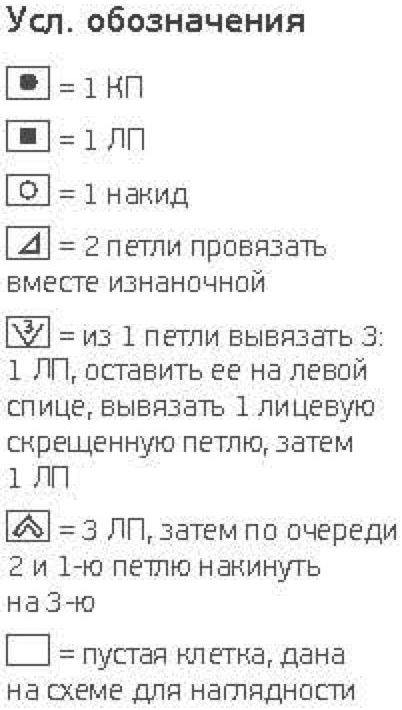 Усл. обозначения
= 1 КП
= 1 ЛП
= 1 накид
= 2 петли провязать
вместе изнаночной
3 = из 1 петли вывязать 3:
1 ЛП, оставить ее на левой
спице, вывязать 1 лицевую
скрещенную петлю, затем
1 ЛП
= 3 ЛП, затем по очереди
2 и 1-ю петлю накинуть
на 3-ю
= пустая клетка, дана
на схеме для наглядности